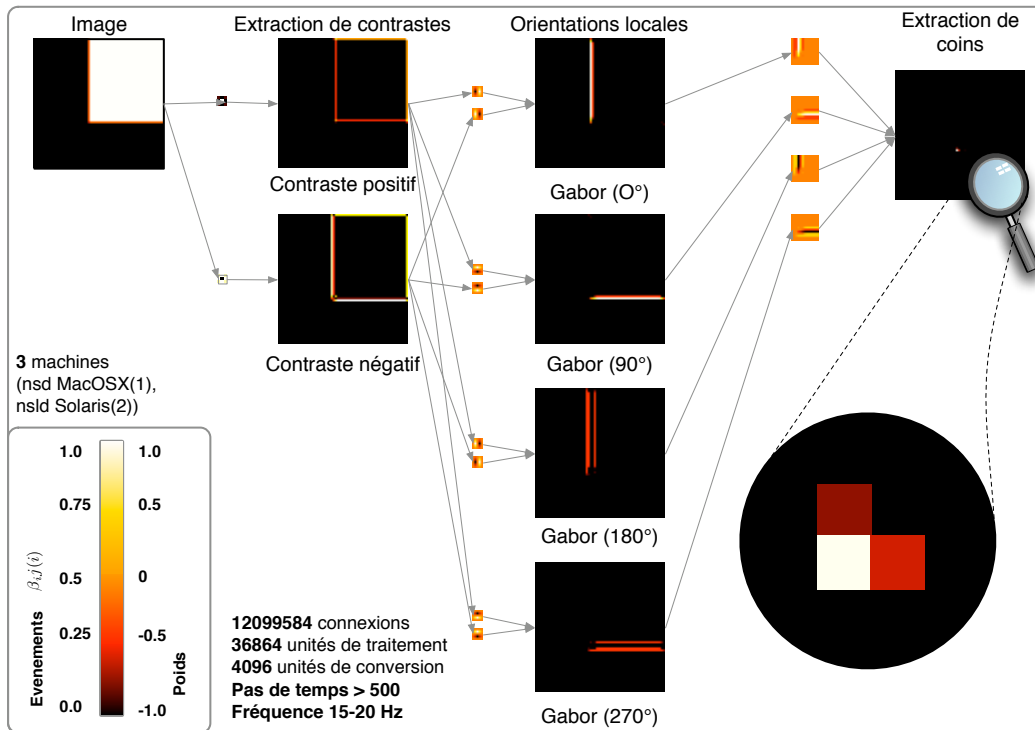 Image
Extraction de contrastes
Orientations locales
Extraction de
coins
Contraste positif
Contraste négatif
Gabor (O°)
Gabor (90°)
Gabor (180°)
Gabor (270°)
3 machines
(nsd MacOSX(1),
nsld Solaris(2))
1.0 1.0
0.75 0.5
0.5 0
0.25 -0.5
0.0 -1.0
Evenements βi,j(i)
Poids
12099584 connexions
36864 unités de traitement
4096 unités de conversion
Pas de temps > 500
Fréquence 15-20 Hz